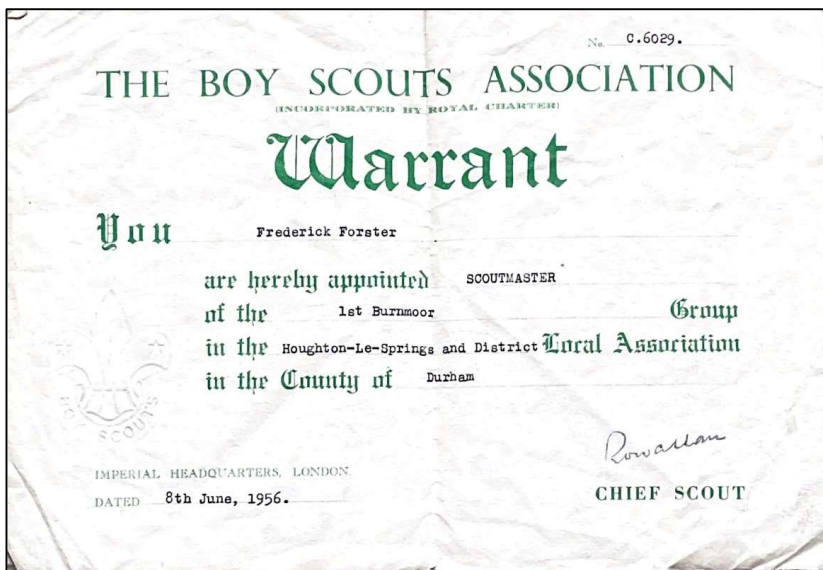 No. C.6029.
THE BOY SCOUTS ASSOCIATION
(INCORPORATED BY ROYAL CHARTER)
Warrant
You Frederick Forster
are hereby appointed SCOUTMASTER
of the 1st Burnmoor Group
in the Houghton-Le-Springs and District Local Association
in the County of Durham
BOY SCOUTS
Rowallan
IMPERIAL HEADQUARTERS, LONDON.
DATED 8th June, 1956.
CHIEF SCOUT